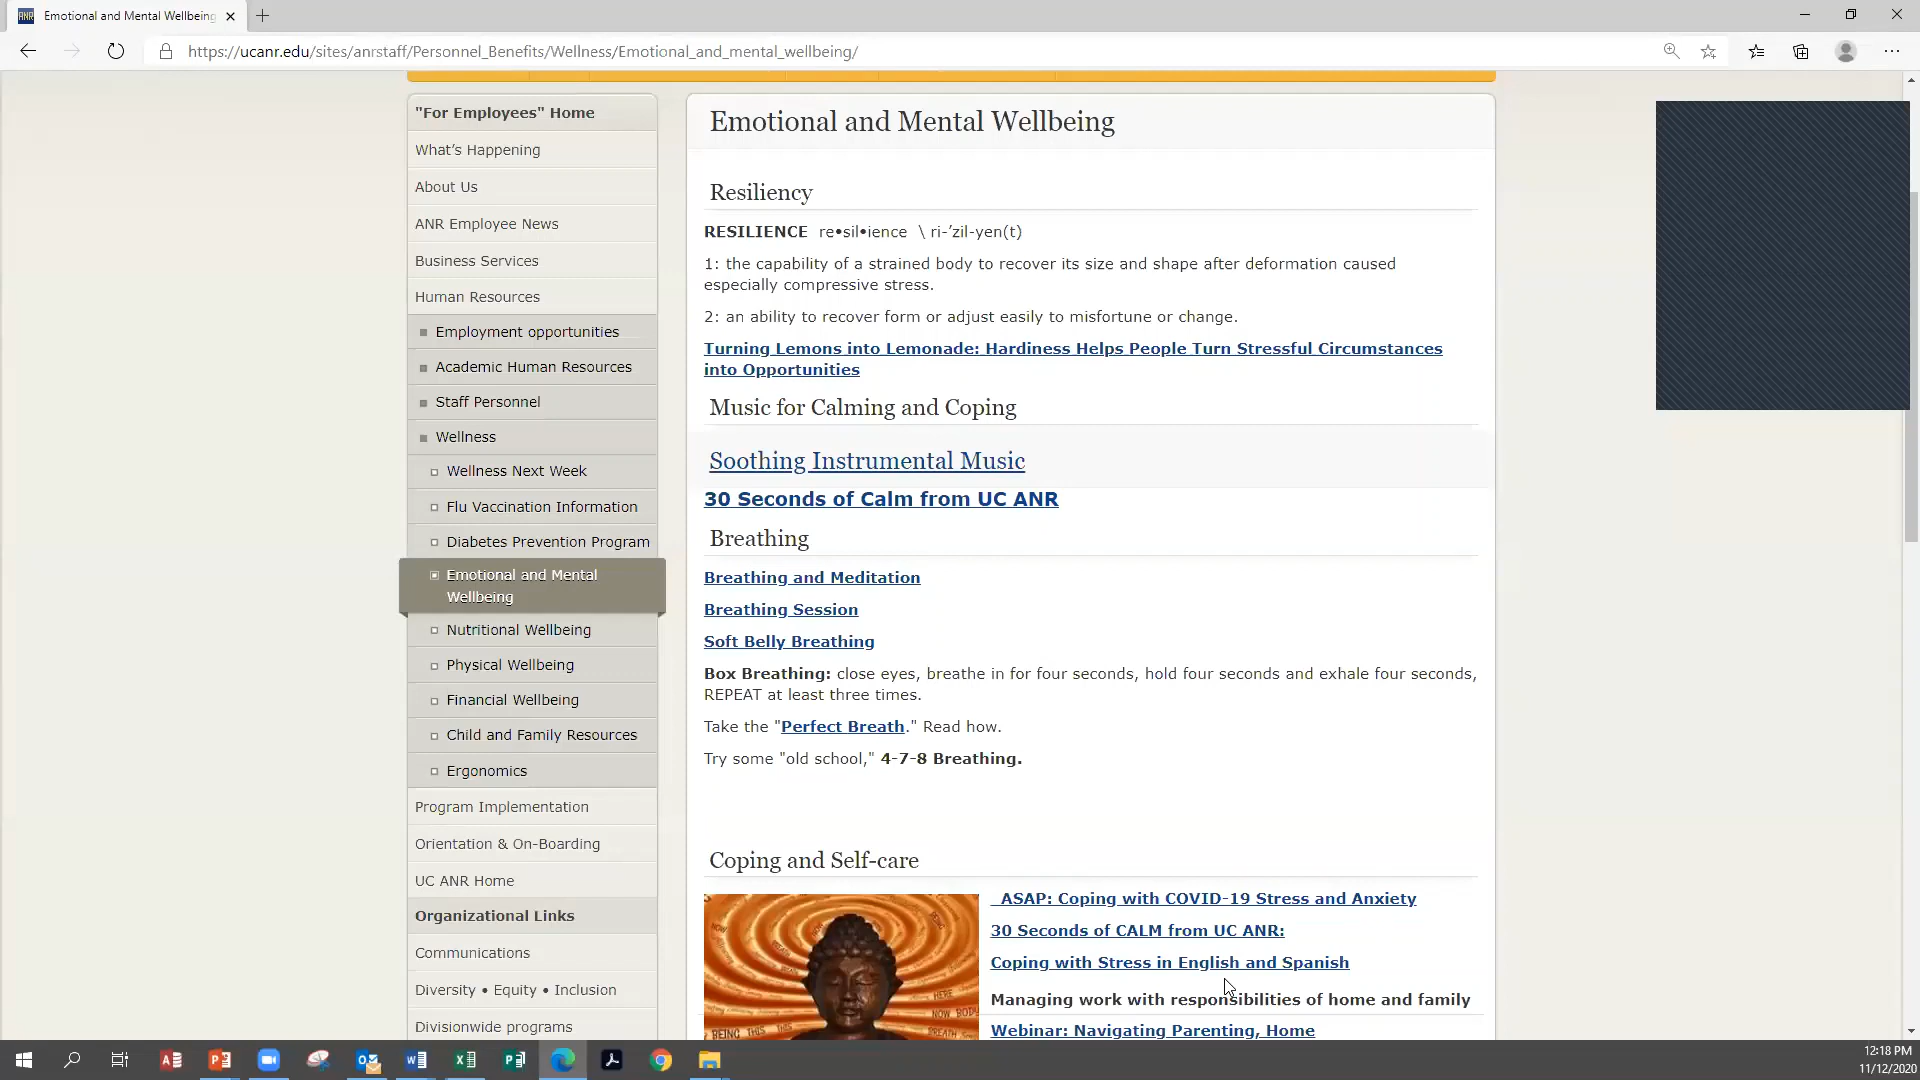 Emotional and Mental Wellbeing
https://ucanr.edu/sites/anrstaff/Personnel_Benefits/Wellness/Emotional_and_mental_wellbeing/
"For Employees" Home
What's Happening
About Us
ANR Employee News
Business Services
Human Resources
Employment opportunities
Academic Human Resources
Staff Personnel
Wellness
Wellness Next Week
Flu Vaccination Information
Diabetes Prevention Program
Emotional and Mental
Wellbeing
Nutritional Wellbeing
Physical Wellbeing
Financial Wellbeing
Child and Family Resources
Ergonomics
Program Implementation
Orientation & On-Boarding
UC ANR Home
Organizational Links
Communications
Diversity • Equity • Inclusion
Divisionwide programs
Emotional and Mental Wellbeing
Resiliency
RESILIENCE re•sil•ience \ ri-'zil-yen(t)
1: the capability of a strained body to recover its size and shape after deformation caused
especially compressive stress.
2: an ability to recover form or adjust easily to misfortune or change.
Turning Lemons into Lemonade: Hardiness Helps People Turn Stressful Circumstances
into Opportunities
Music for Calming and Coping
Soothing Instrumental Music
30 Seconds of Calm from UC ANR
Breathing
Breathing and Meditation
Breathing Session
Soft Belly Breathing
Box Breathing: close eyes, breathe in for four seconds, hold four seconds and exhale four seconds,
REPEAT at least three times.
Take the "Perfect Breath." Read how.
Try some "old school," 4-7-8 Breathing.
Coping and Self-care
ASAP: Coping with COVID-19 Stress and Anxiety
30 Seconds of CALM from UC ANR:
Coping with Stress in English and Spanish
Managing work with responsibilities of home and family
Webinar: Navigating Parenting, Home
12:18 PM
11/12/2020